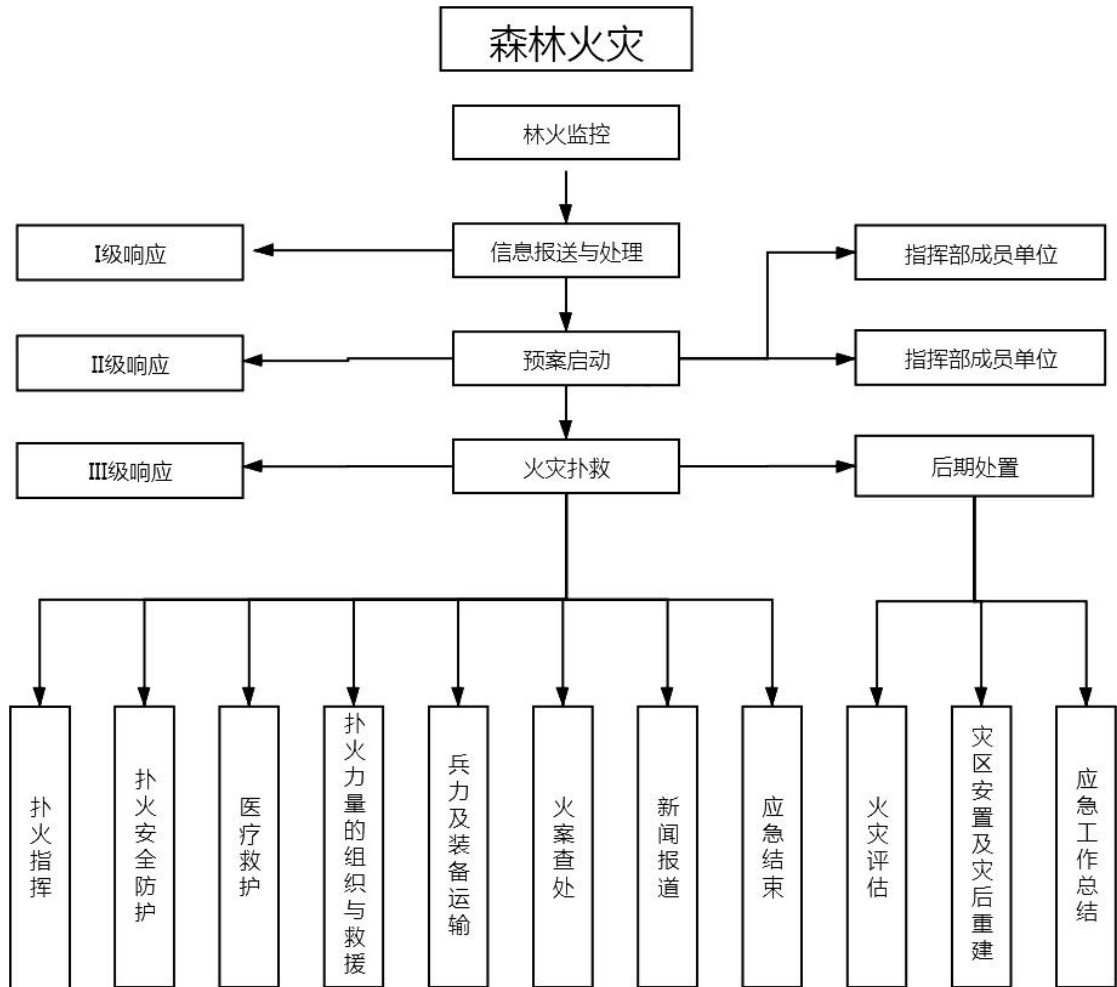 森林火灾
林火监控
I级响应
信息报送与处理
指挥部成员单位
II级响应
预案启动
指挥部成员单位
III级响应
火灾扑救
后期处置
扑火指挥
扑火安全防护
医疗救护
扑火力量的组织与救援
兵力及装备运输
火案查处
新闻报道
应急结束
火灾评估
灾区安置及灾后重建
应急工作总结